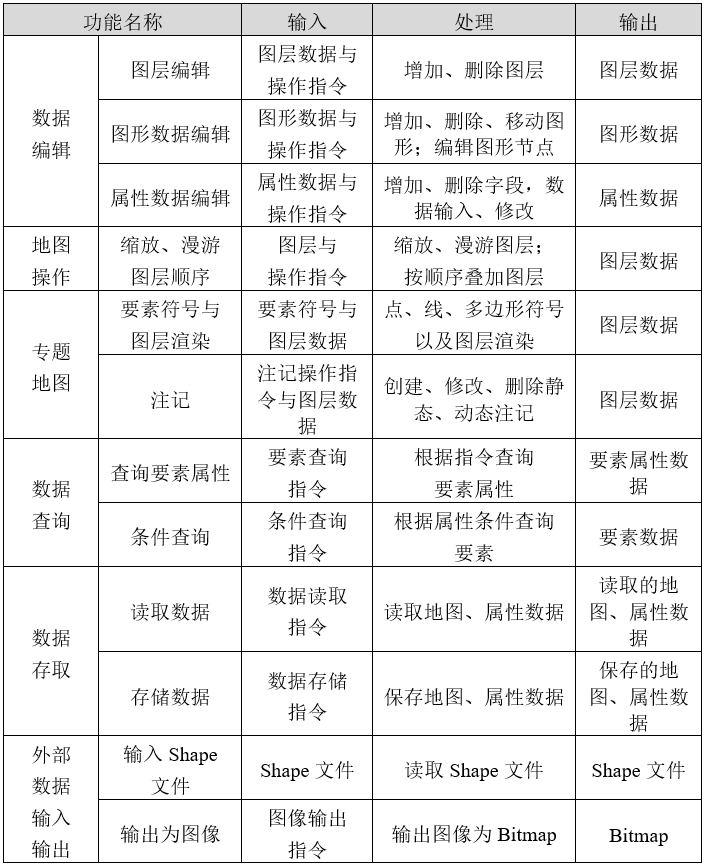 功能名称 输入 处理 输出
数据
编辑
图层编辑
图层数据与
操作指令
增加、删除图层
图层数据
图形数据编辑
图形数据与
操作指令
增加、删除、移动图
形；编辑图形节点
图形数据
属性数据编辑
属性数据与
操作指令
增加、删除字段，数
据输入、修改
属性数据
地图
操作
缩放、漫游
图层顺序
图层与
操作指令
缩放、漫游图层；
按顺序叠加图层
图层数据
专题
地图
要素符号与
图层渲染
要素符号与
图层数据
点、线、多边形符号
以及图层渲染
图层数据
注记
注记操作指
令与图层数
据
创建、修改、删除静
态、动态注记
图层数据
数据
查询
查询要素属性
要素查询
指令
根据指令查询
要素属性
要素属性数
据
条件查询
条件查询
指令
根据属性条件查询
要素
要素数据
数据
存取
读取数据
数据读取
指令
读取地图、属性数据
读取的地
图、属性数
据
存储数据
数据存储
指令
保存地图、属性数据
保存的地
图、属性数
据
外部
数据
输入
输出
输入 Shape
文件
Shape 文件
读取 Shape 文件
Shape 文件
输出为图像
图像输出
指令
输出图像为 Bitmap
Bitmap